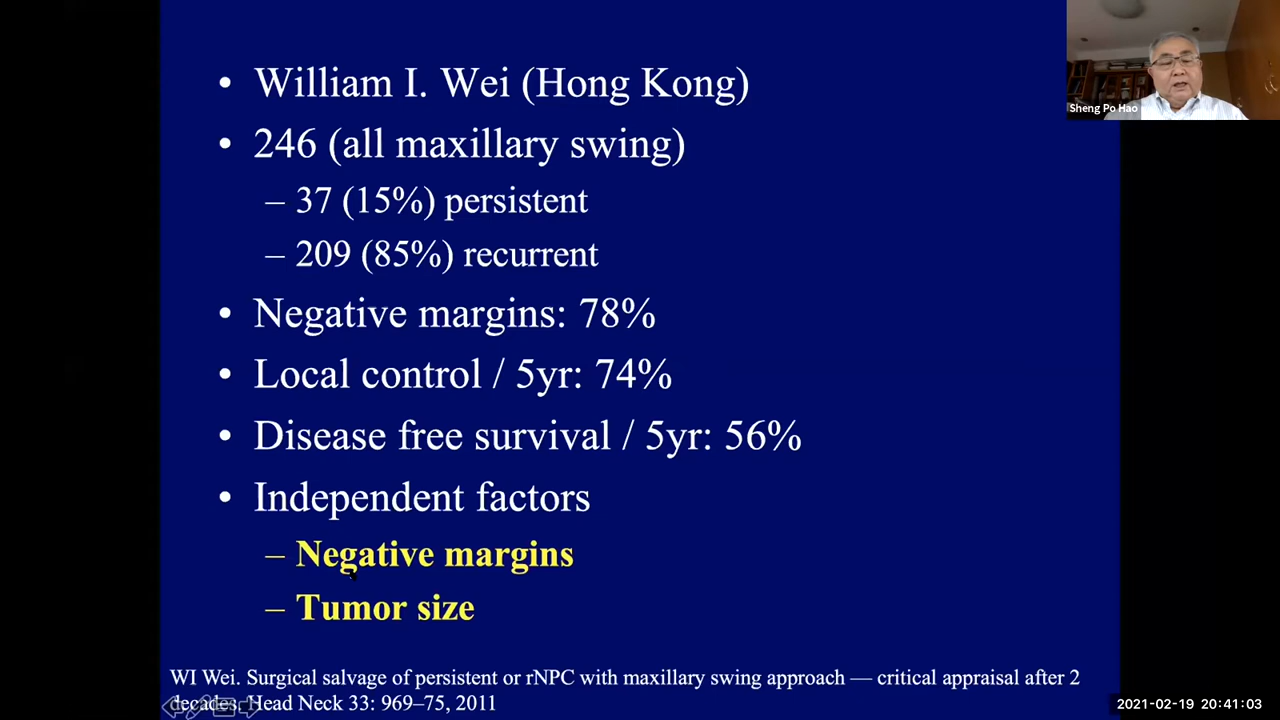 • William I. Wei (Hong Kong)
• 246 (all maxillary swing)
– 37 (15%) persistent
– 209 (85%) recurrent
• Negative margins: 78%
• Local control / 5yr: 74%
• Disease free survival / 5yr: 56%
• Independent factors
– Negative margins
– Tumor size
WI Wei. Surgical salvage of persistent or rNPC with maxillary swing approach — critical appraisal after 2
decades. Head Neck 33: 969–75, 2011
Sheng Po Hao
2021-02-19 20:41:03